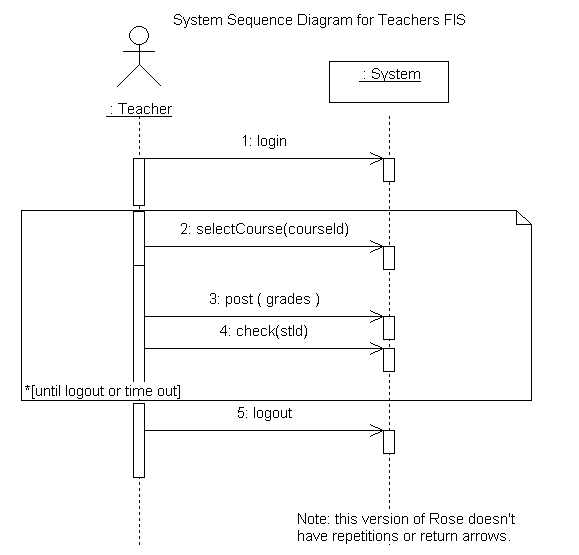 System Sequence Diagram for Teachers FIS
: System
: Teacher
1: login
2: selectCourse(courseId)
3: post ( grades )
4: check(stId)
*[until logout or time out]
5: logout
Note: this version of Rose doesn't
have repetitions or return arrows.